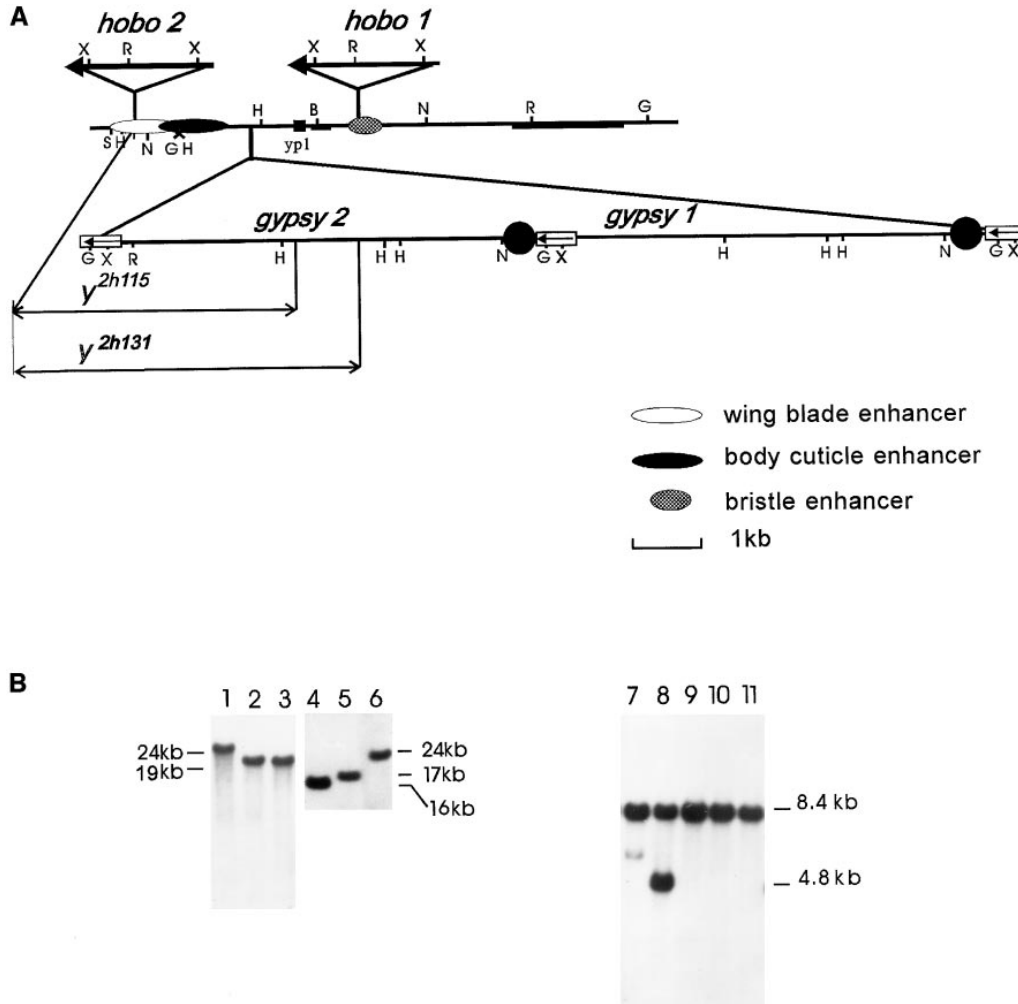 A
hobo 2
hobo 1
X R X
X R X
H B N R G
S H N G H
yp1
gypsy 2
gypsy 1
G X R H H H N G X H H H N G X
y2h115
y2h131
wing blade enhancer
body cuticle enhancer
bristle enhancer
1kb
B
1 2 3 4 5 6
7 8 9 10 11
24kb
19kb
24kb
17kb
16kb
8.4 kb
4.8 kb